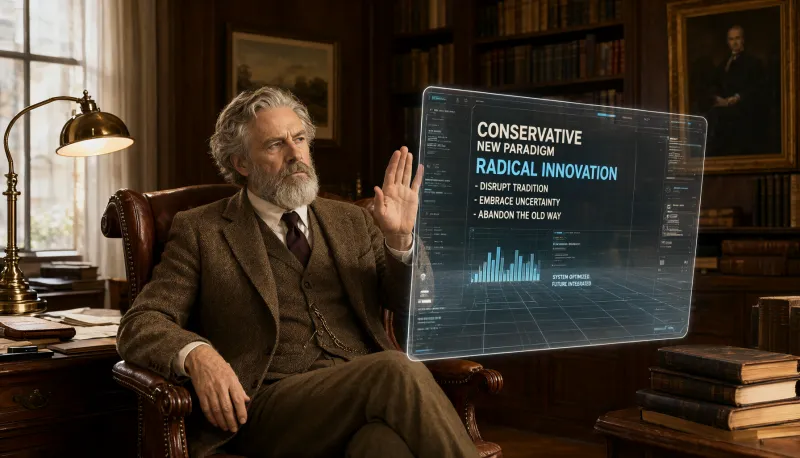 CONSERVATIVE
NEW PARADIGM
RADICAL INNOVATION
- DISRUPT TRADITION
- EMBRACE UNCERTAINTY
- ABANDON THE OLD WAY
SYSTEM OPTIMIZED
FUTURE INTEGRATED